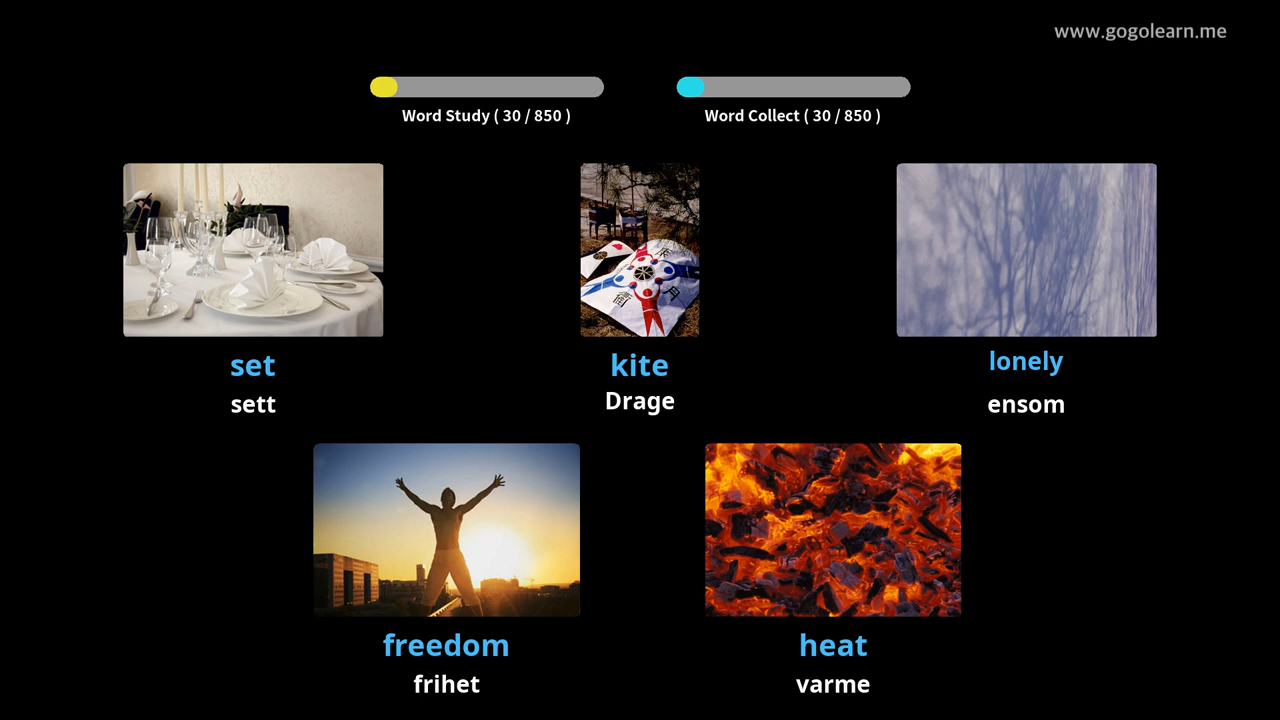 www.gogolearn.me
Word Study ( 30 / 850 )
Word Collect ( 30 / 850 )
set
sett
kite
Drage
lonely
ensom
freedom
frihet
heat
varme